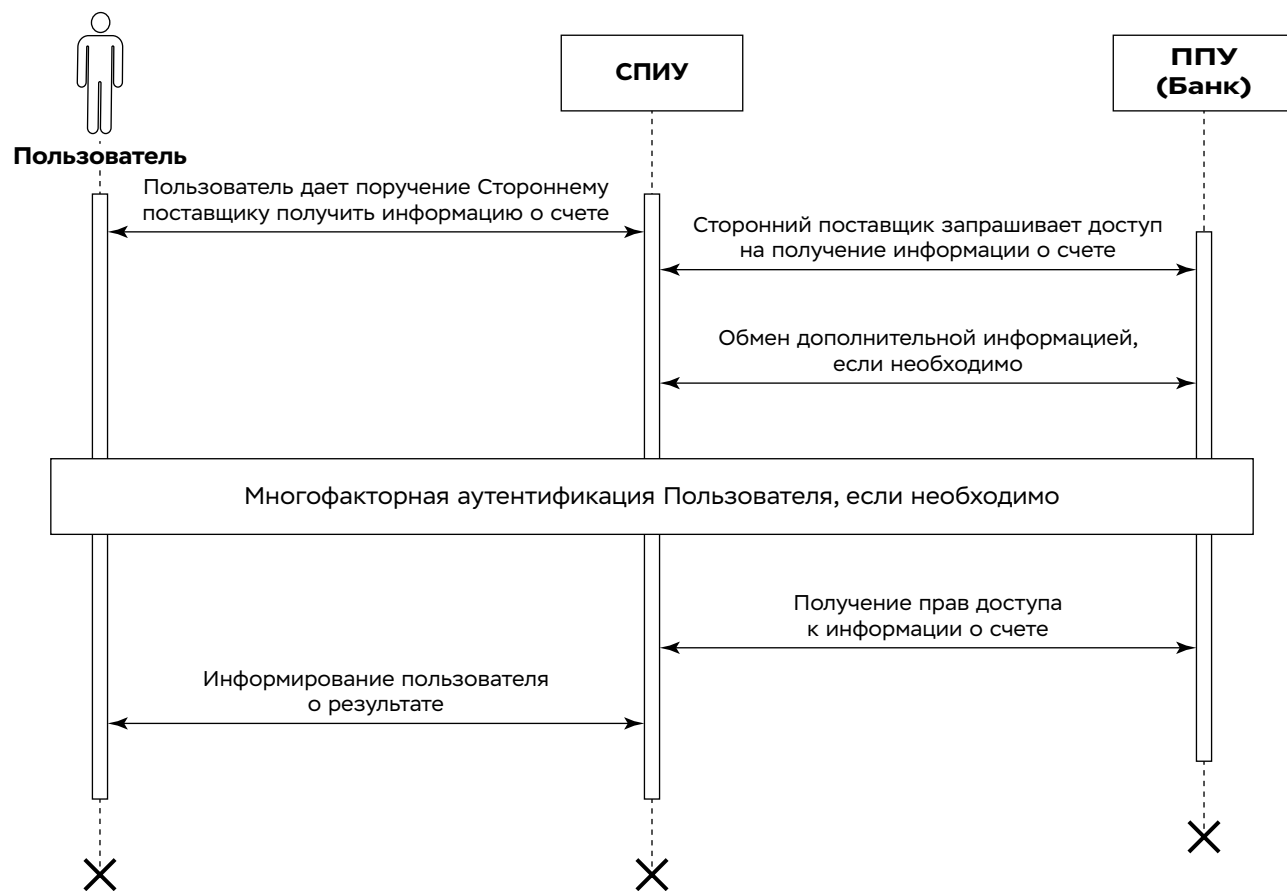 СПИУ
ППУ
(Банк)
Пользователь
Пользователь дает поручение Стороннему
поставщику получить информацию о счете
Сторонний поставщик запрашивает доступ
на получение информации о счете
Обмен дополнительной информацией,
если необходимо
Многофакторная аутентификация Пользователя, если необходимо
Получение прав доступа
к информации о счете
Информирование пользователя
о результате